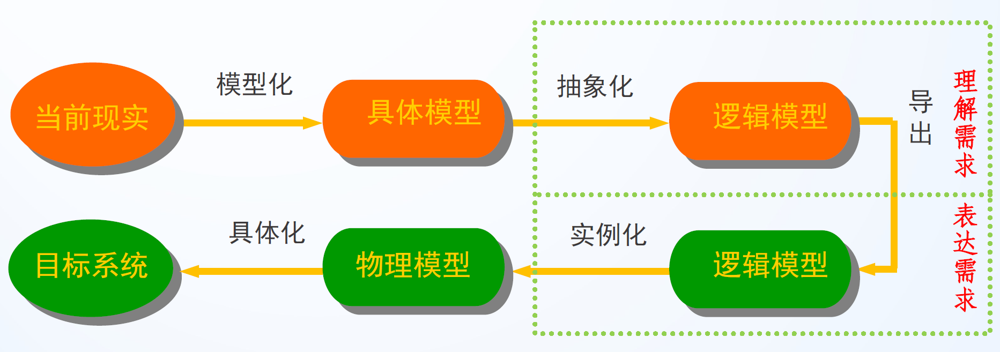 当前现实
模型化
具体模型
抽象化
逻辑模型
导出
理解需求
目标系统
具体化
物理模型
实例化
逻辑模型
表达需求